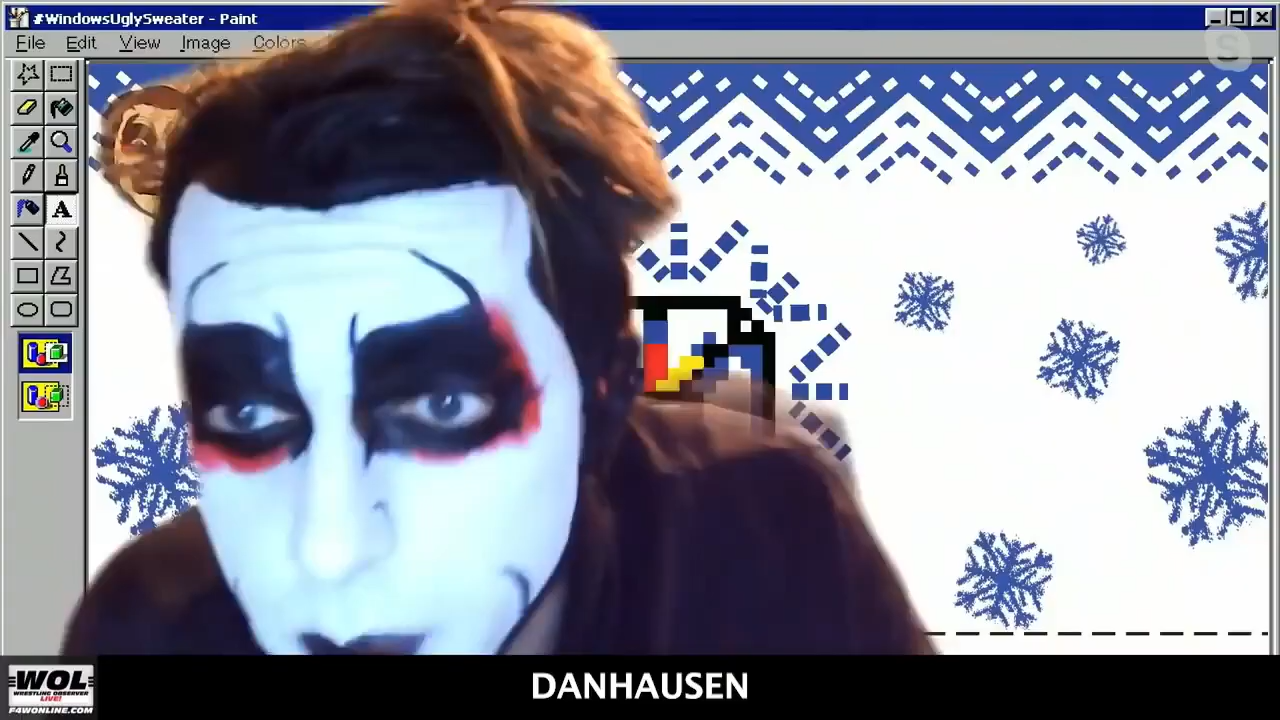 #WindowsUglySweater - Paint
File Edit View Image Colors
A
S
WOL
WRESTLING OBSERVER
LIVE!
F4WONLINE.COM
DANHAUSEN